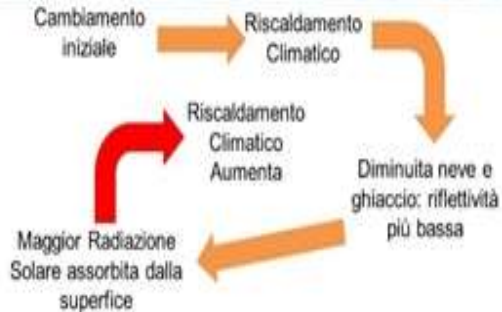 Cambiamento
iniziale
Riscaldamento
Climatico
Diminuita neve e
ghiaccio: riflettività
più bassa
Maggior Radiazione
Solare assorbita dalla
superfice
Riscaldamento
Climatico
Aumenta